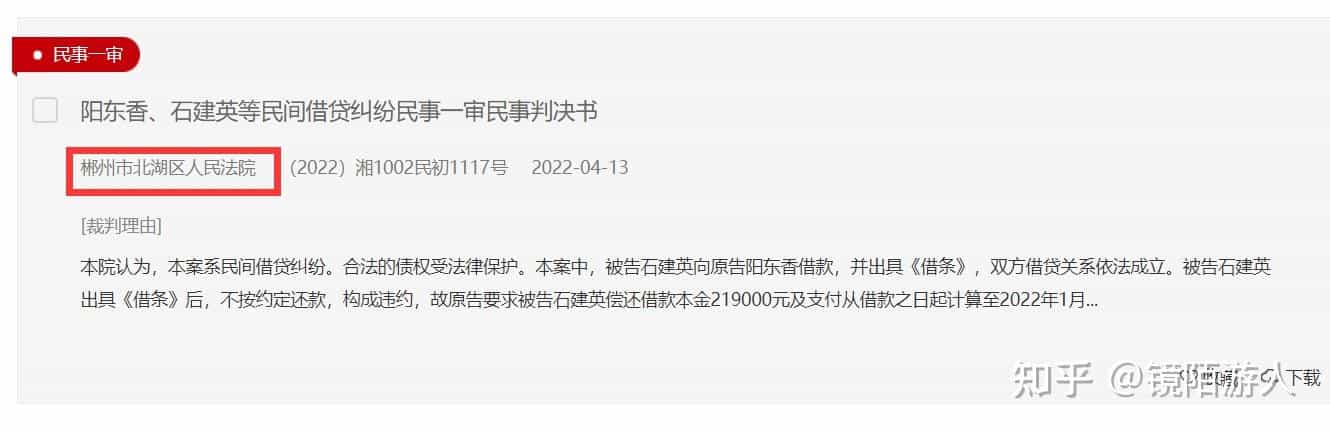 民事一审
阳东香、石建英等民间借贷纠纷民事一审民事判决书
郴州市北湖区人民法院 （2022）湘1002民初1117号 2022-04-13
[裁判理由]
本院认为，本案系民间借贷纠纷。合法的债权受法律保护。本案中，被告石建英向原告阳东香借款，并出具《借条》，双方借贷关系依法成立。被告石建英
出具《借条》后，不按约定还款，构成违约，故原告要求被告石建英偿还借款本金219000元及支付从借款之日起计算至2022年1月...
收藏 下载
知乎 @镜陌游人